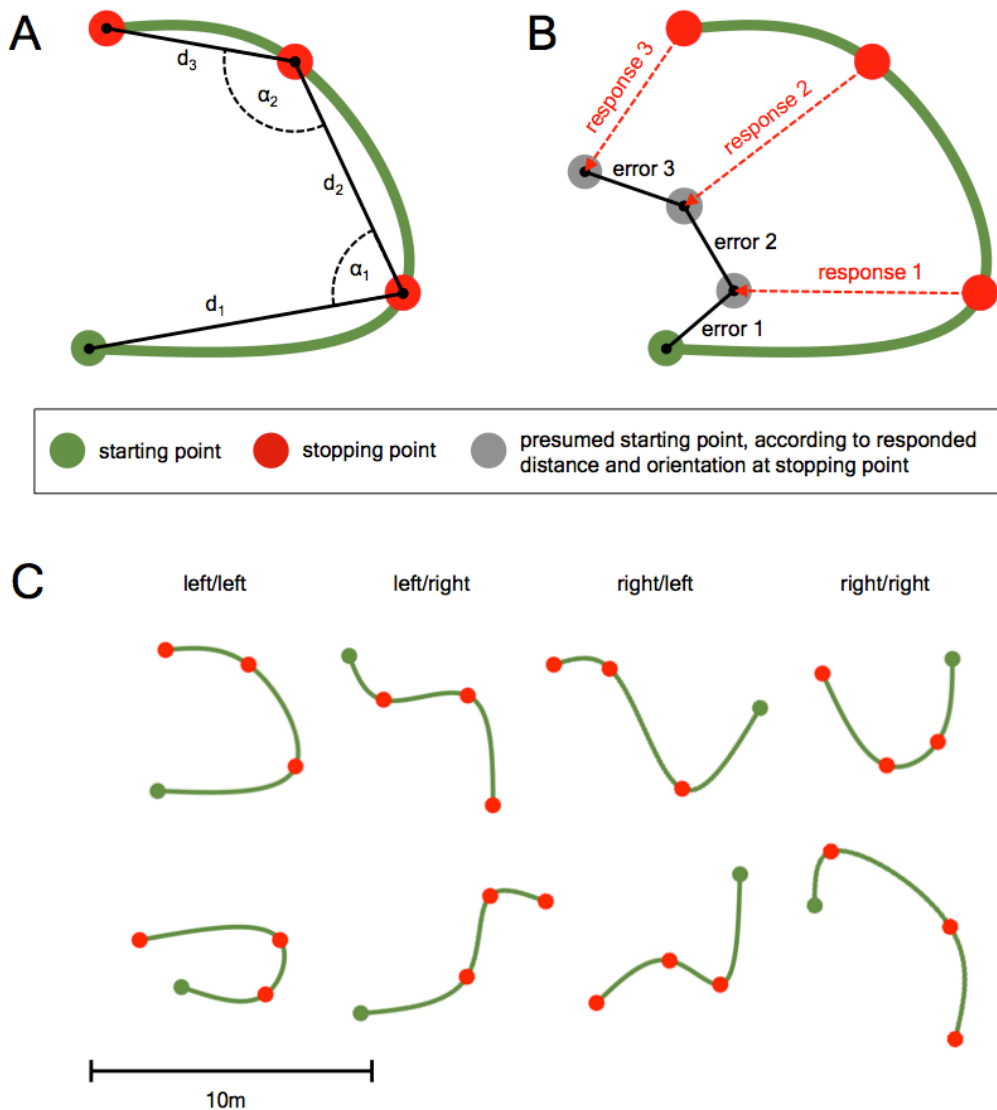 A
d3
α2
d2
α1
d1
B
response 3
response 2
error 3
error 2
response 1
error 1
starting point
stopping point
presumed starting point, according to responded
distance and orientation at stopping point
C
left/left
left/right
right/left
right/right
10m